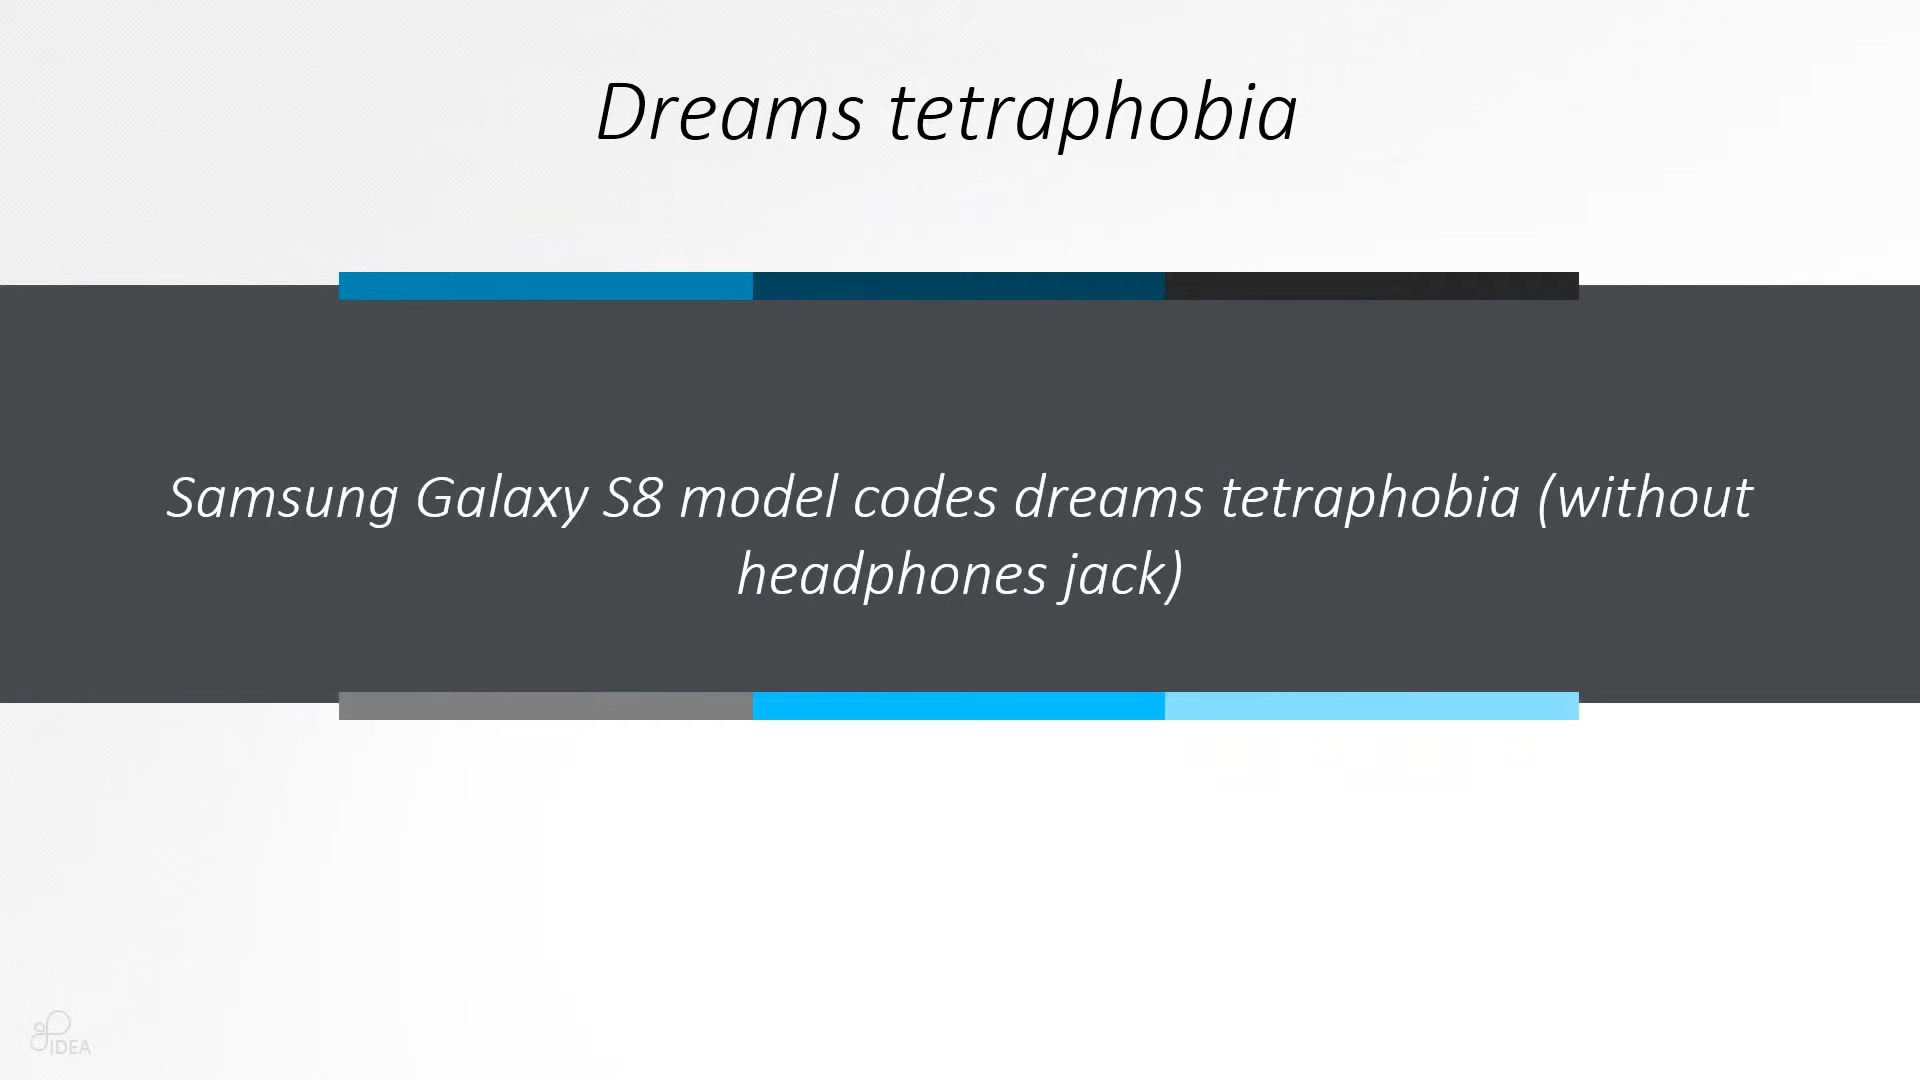 Dreams tetraphobia
Samsung Galaxy S8 model codes dreams tetraphobia (without
headphones jack)
IDEA